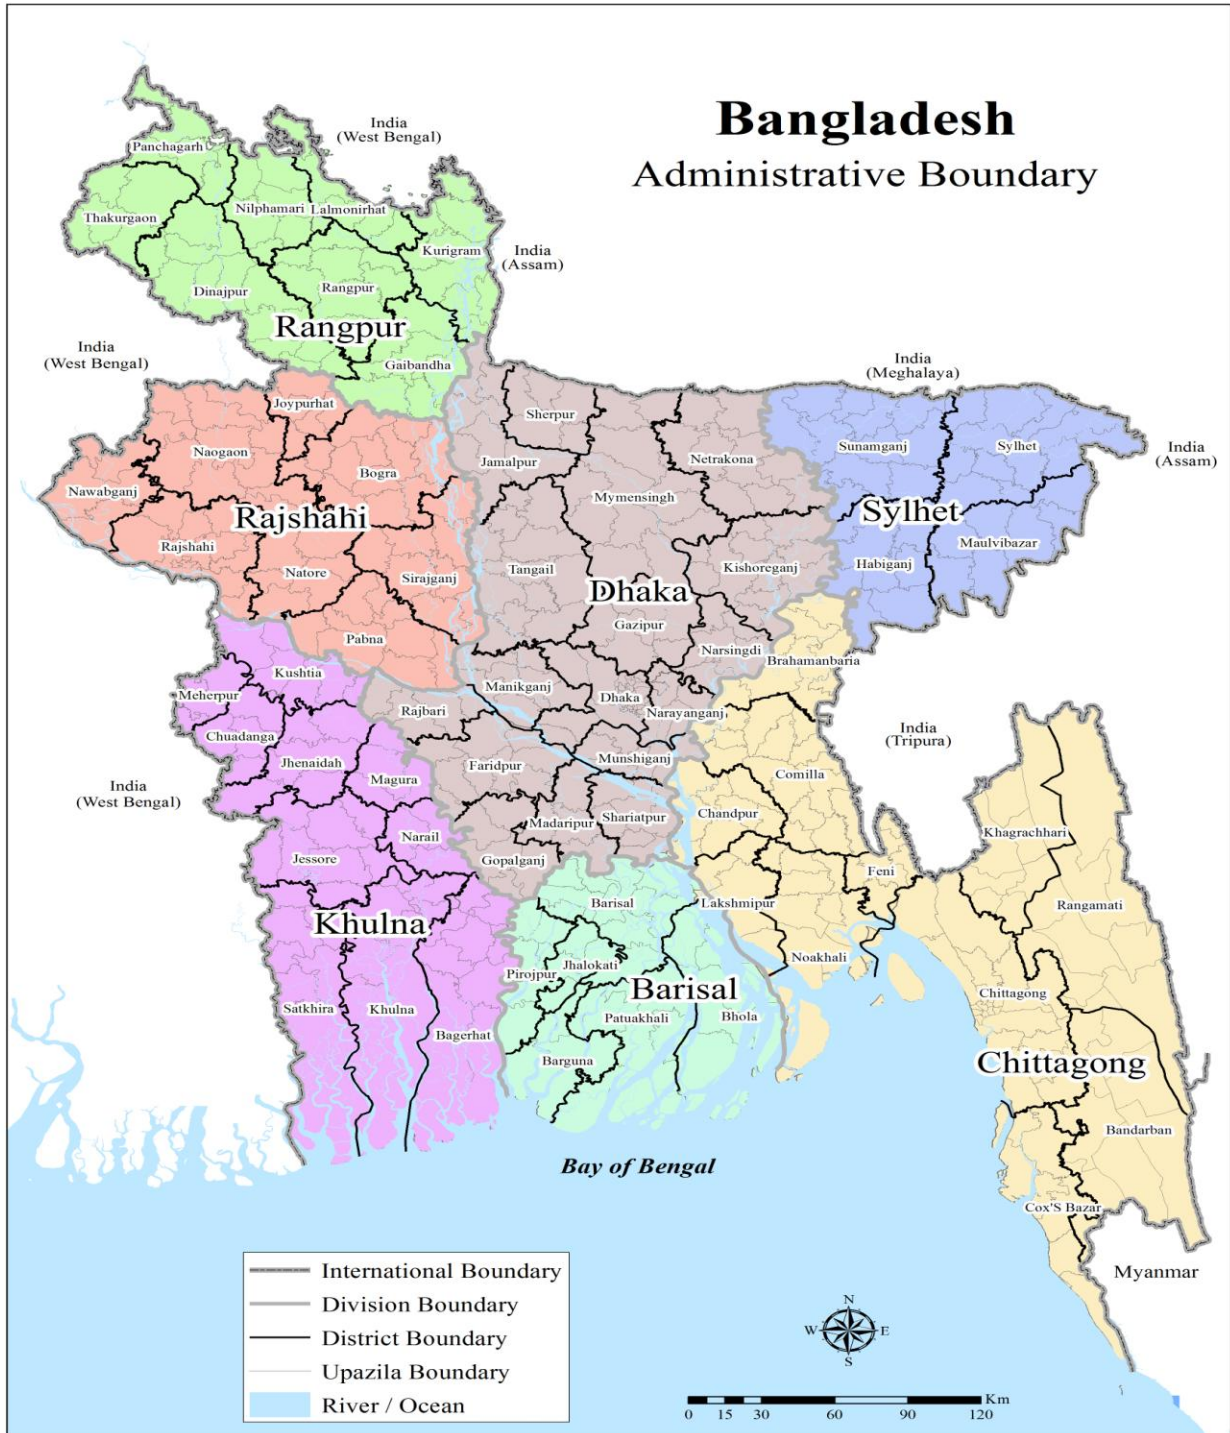 Bangladesh
Administrative Boundary
India
(West Bengal)
Panchagarh
Thakurgaon
Nilphamari
Lalmonirhat
Kurigram
India
(Assam)
Dinajpur
Rangpur
Rangpur
Gaibandha
India
(West Bengal)
India
(Meghalaya)
Joypurhat
Sherpur
Naogaon
Bogra
Jamalpur
Netrakona
Sunamganj
Sylhet
India
(Assam)
Nawabganj
Mymensingh
Rajshahi
Sylhet
Rajshahi
Natore
Sirajganj
Tangail
Dhaka
Kishoreganj
Habiganj
Maulvibazar
Pabna
Gazipur
Narsingdi
Brahamanbaria
Kushtia
Meherpur
Manikganj
Dhaka
Rajbari
Narayanganj
Chuadanga
India
(Tripura)
Jhenaidah
Magura
Faridpur
Munshiganj
Comilla
India
(West Bengal)
Chandpur
Madaripur
Shariatpur
Narail
Khagrachhari
Jessore
Gopalganj
Feni
Khulna
Barisal
Lakshmipur
Rangamati
Noakhali
Pirojpur
Jhalokati
Barisal
Chittagong
Satkhira
Khulna
Bagerhat
Patuakhali
Bhola
Barguna
Chittagong
Bandarban
Bay of Bengal
Cox'S Bazar
Myanmar
International Boundary
Division Boundary
District Boundary
Upazila Boundary
River / Ocean
N
W
E
S
Km
0 15 30 60 90 120